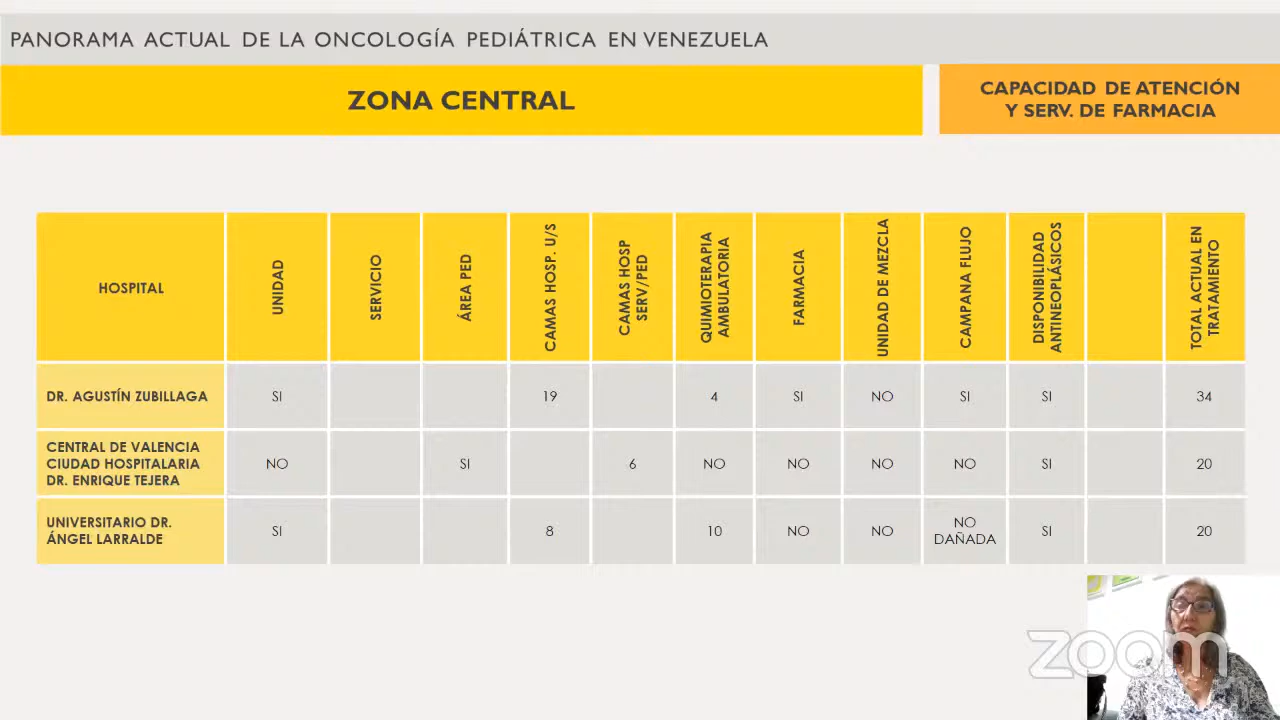 PANORAMA ACTUAL DE LA ONCOLOGÍA PEDIÁTRICA EN VENEZUELA
ZONA CENTRAL
CAPACIDAD DE ATENCIÓN
Y SERV. DE FARMACIA
HOSPITAL
UNIDAD
SERVICIO
ÁREA PED
CAMAS HOSP. U/S
CAMAS HOSP
SERV/PED
QUIMIOTERAPIA
AMBULATORIA
FARMACIA
UNIDAD DE MEZCLA
CAMPANA FLUJO
DISPONIBILIDAD
ANTINEOPLÁSICOS
TOTAL ACTUAL EN
TRATAMIENTO
DR. AGUSTÍN ZUBILLAGA
SI
19
4
SI
NO
SI
SI
34
CENTRAL DE VALENCIA
CIUDAD HOSPITALARIA
DR. ENRIQUE TEJERA
NO
SI
6
NO
NO
NO
NO
SI
20
UNIVERSITARIO DR.
ÁNGEL LARRALDE
SI
8
10
NO
NO
NO
DAÑADA
SI
20
zoom